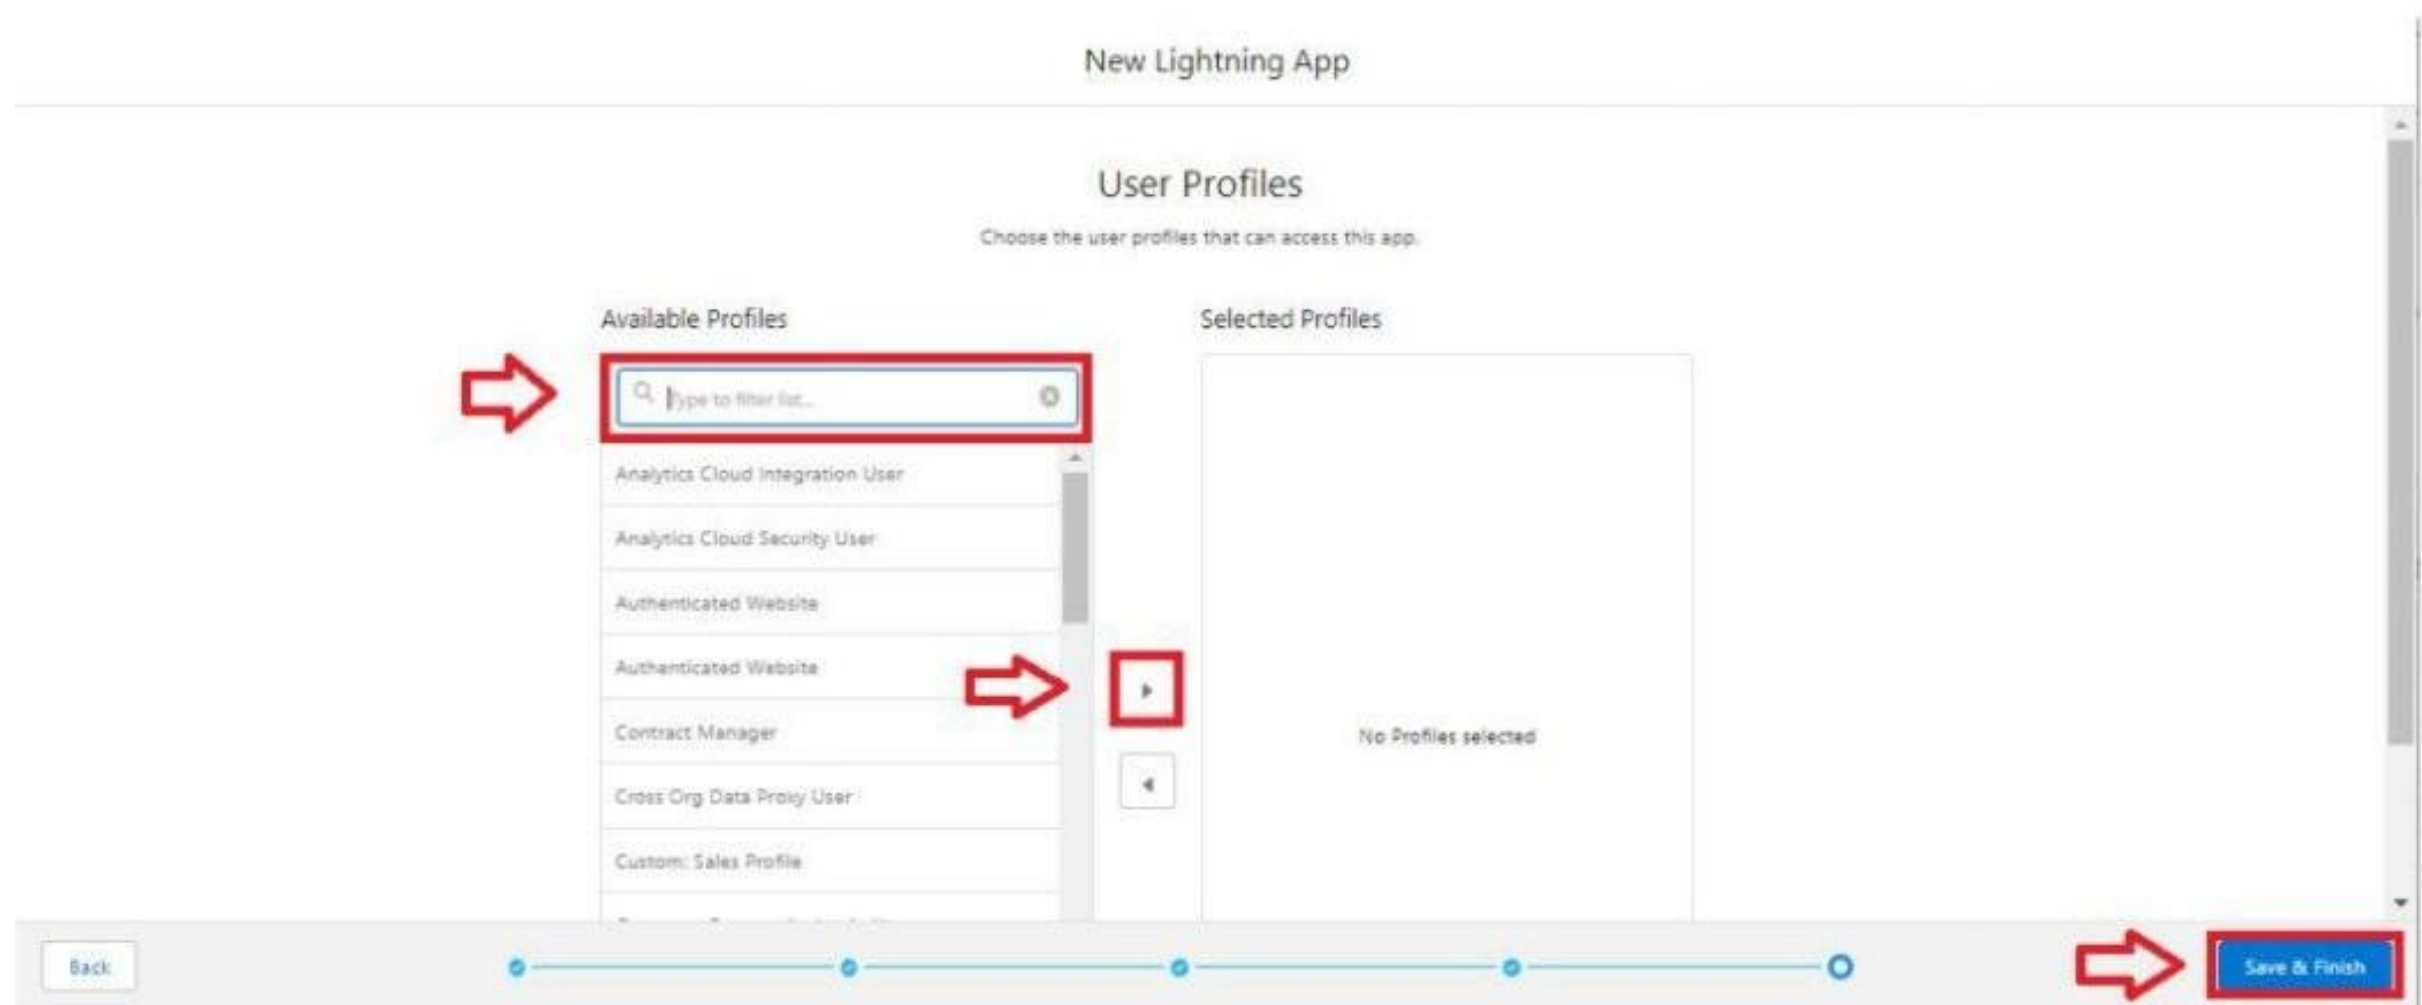 New Lightning App
User Profiles
Choose the user profiles that can access this app.
Available Profiles
Selected Profiles
Type to filter list...
Analytics Cloud Integration User
Analytics Cloud Security User
Authenticated Website
Authenticated Website
Contract Manager
No Profiles selected
Cross Org Data Proxy User
Custom: Sales Profile
Back
Save & Finish